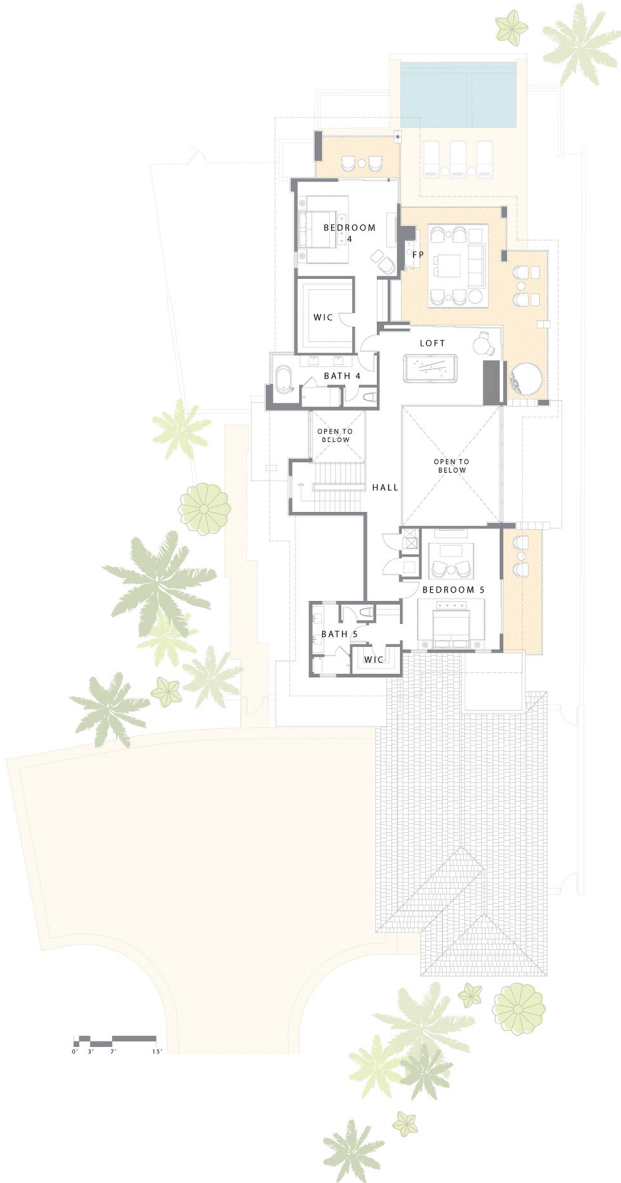 BEDROOM
4
FP
WIC
LOFT
BATH 4
OPEN TO
BELOW
OPEN TO
BELOW
HALL
BEDROOM 5
BATH 5
WIC
0' 3' 7' 15'